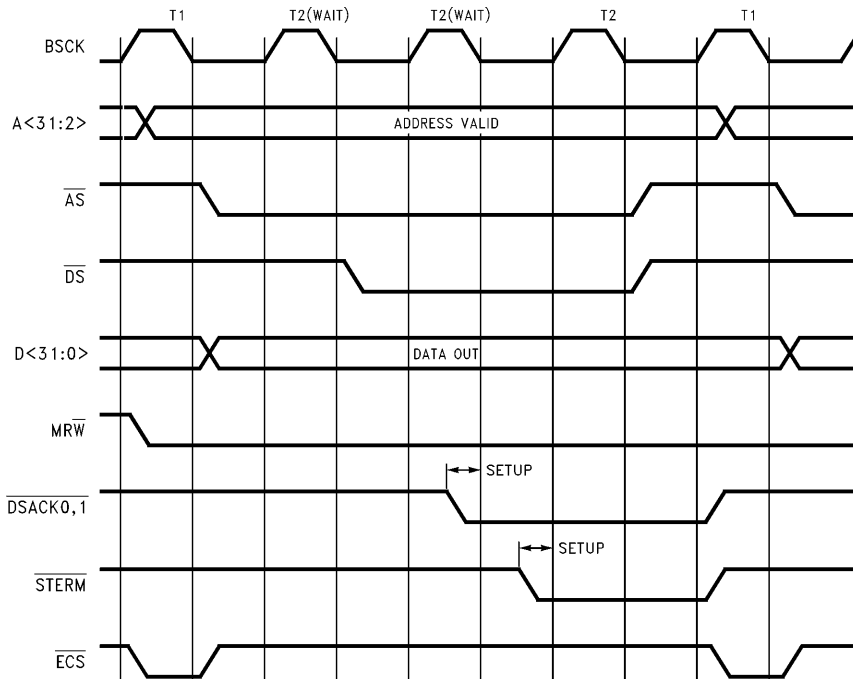 T1 T2(WAIT) T2(WAIT) T2 T1
BSCK
A<31:2> ADDRESS VALID
AS
DS
D<31:0> DATA OUT
MRW
SETUP
DSACK0,1
SETUP
STERM
ECS